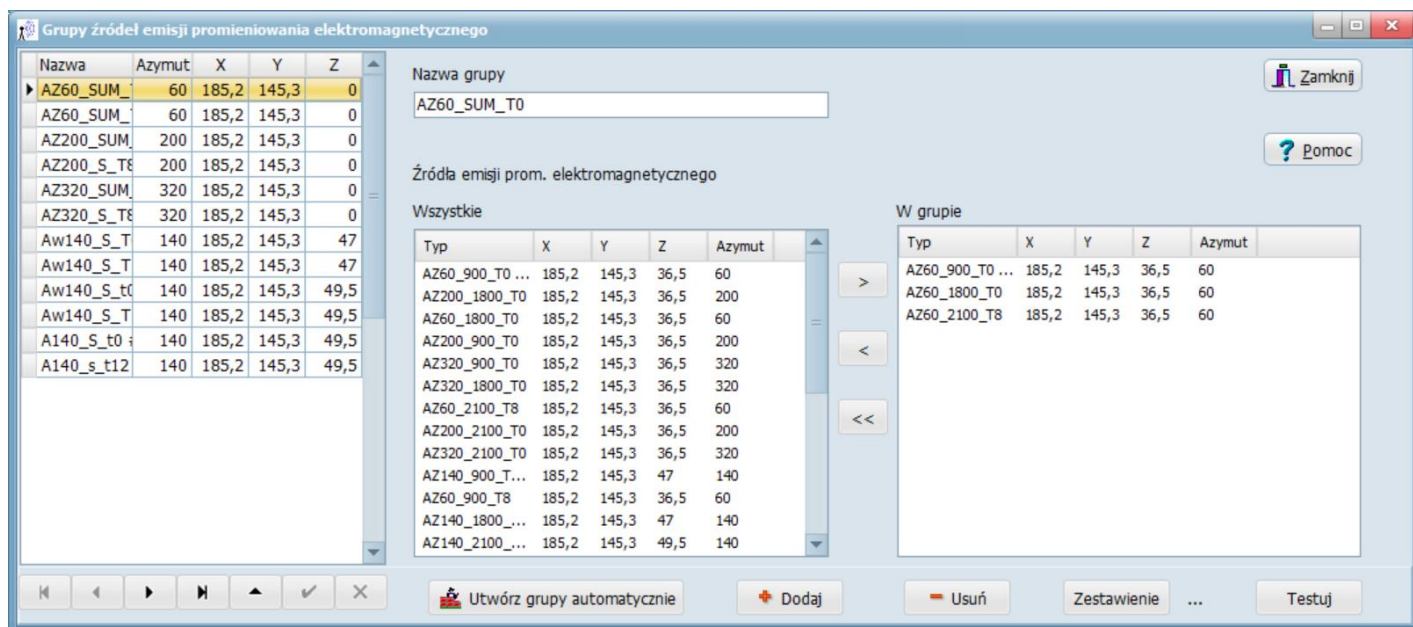 Grupy źródeł emisji promieniowania elektromagnetycznego
Nazwa Azymut X Y Z
AZ60_SUM_ 60 185,2 145,3 0
AZ60_SUM_ 60 185,2 145,3 0
AZ200_SUM_ 200 185,2 145,3 0
AZ200_S_T8 200 185,2 145,3 0
AZ320_SUM_ 320 185,2 145,3 0
AZ320_S_T8 320 185,2 145,3 0
Aw140_S_T 140 185,2 145,3 47
Aw140_S_T 140 185,2 145,3 47
Aw140_S_t0 140 185,2 145,3 49,5
Aw140_S_T 140 185,2 145,3 49,5
A140_S_t0 140 185,2 145,3 49,5
A140_s_t12 140 185,2 145,3 49,5
Nazwa grupy
AZ60_SUM_T0
Zamknij
? Pomoc
Źródła emisji prom. elektromagnetycznego
Wszystkie
Typ X Y Z Azymut
AZ60_900_T0 ... 185,2 145,3 36,5 60
AZ200_1800_T0 185,2 145,3 36,5 200
AZ60_1800_T0 185,2 145,3 36,5 60
AZ200_900_T0 185,2 145,3 36,5 200
AZ320_900_T0 185,2 145,3 36,5 320
AZ320_1800_T0 185,2 145,3 36,5 320
AZ60_2100_T8 185,2 145,3 36,5 60
AZ200_2100_T0 185,2 145,3 36,5 200
AZ320_2100_T0 185,2 145,3 36,5 320
AZ140_900_T... 185,2 145,3 47 140
AZ60_900_T8 185,2 145,3 36,5 60
AZ140_1800_... 185,2 145,3 47 140
AZ140_2100_... 185,2 145,3 49,5 140
>
<
<<
W grupie
Typ X Y Z Azymut
AZ60_900_T0 ... 185,2 145,3 36,5 60
AZ60_1800_T0 185,2 145,3 36,5 60
AZ60_2100_T8 185,2 145,3 36,5 60
Utwórz grupy automatycznie Dodaj Usuń Zestawienie ... Testuj